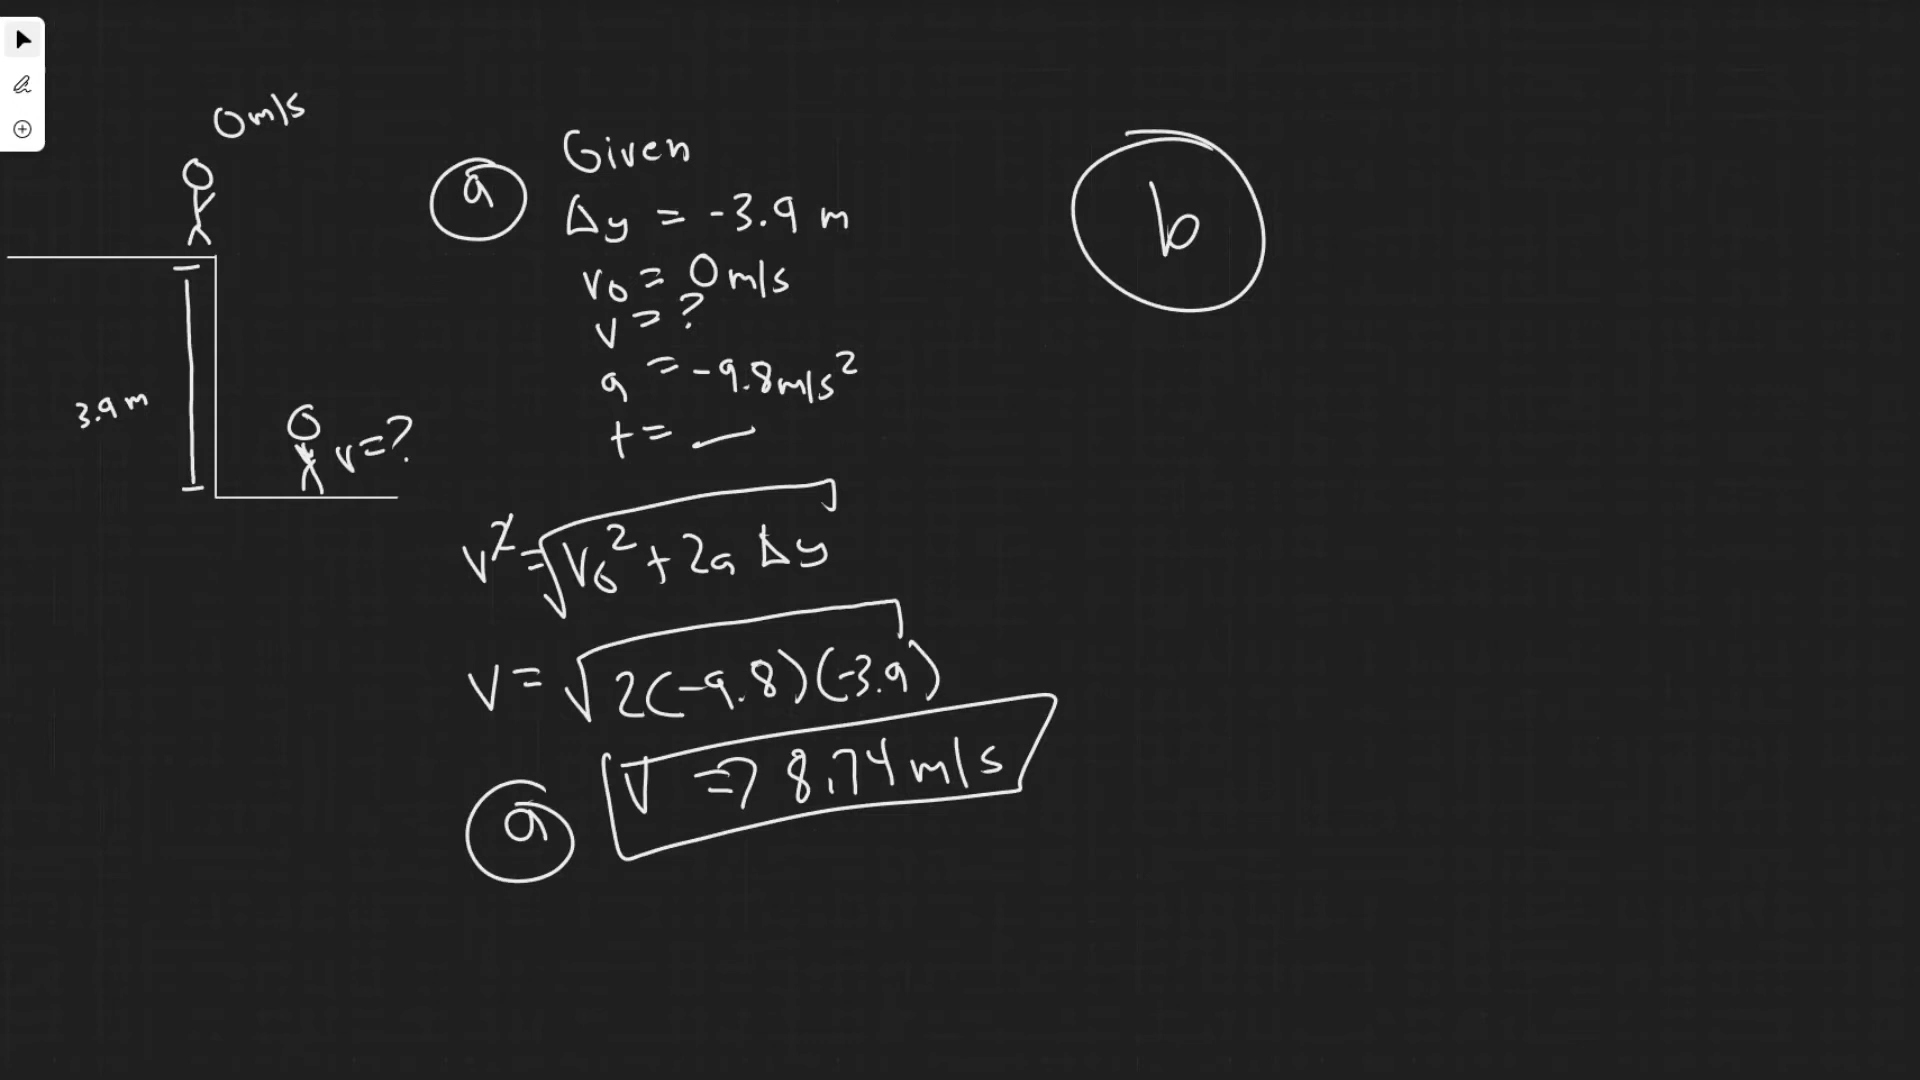 0 m/s
3.9 m
v=?
a
Given
Δy = -3.9 m
v₀ = 0 m/s
v = ?
a = -9.8 m/s²
t = —
v² = √v₀² + 2a Δy
v = √2(-9.8)(-3.9)
a
v => 8.74 m/s
b